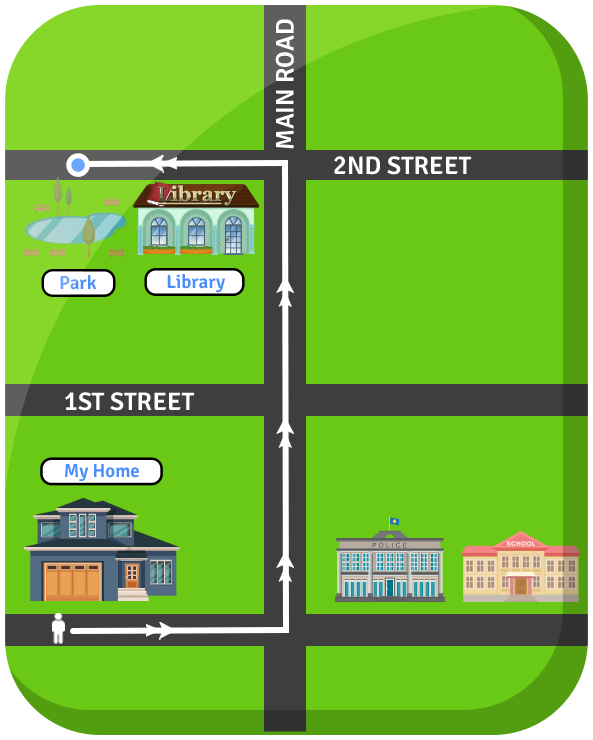 MAIN ROAD
2ND STREET
Library
Park
Library
1ST STREET
My Home
POLICE
SCHOOL